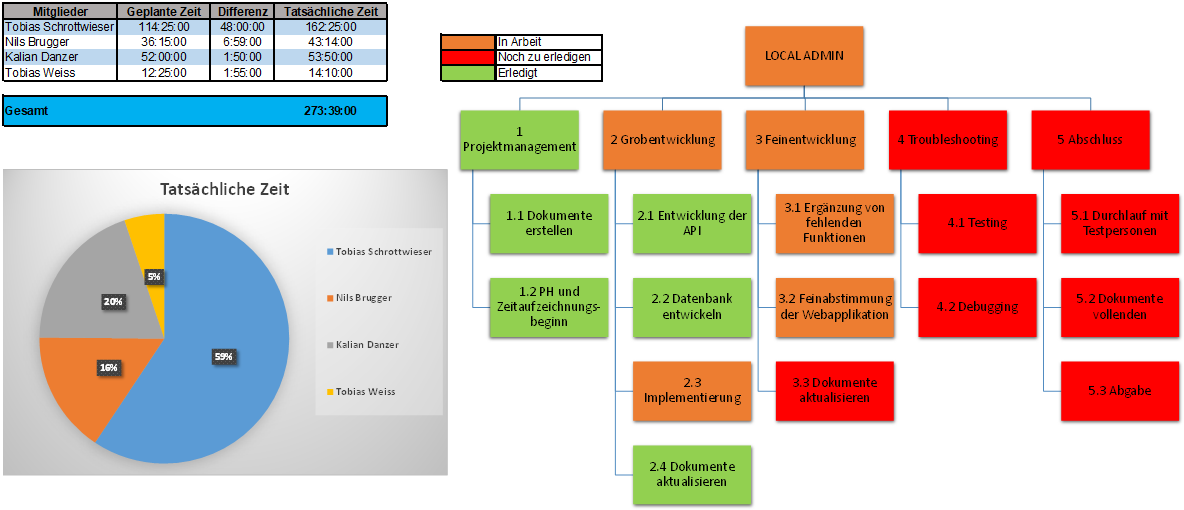 Mitglieder Geplante Zeit Differenz Tatsächliche Zeit
Tobias Schrottwieser 114:25:00 48:00:00 162:25:00
Nils Brugger 36:15:00 6:59:00 43:14:00
Kalian Danzer 52:00:00 1:50:00 53:50:00
Tobias Weiss 12:25:00 1:55:00 14:10:00
Gesamt 273:39:00
In Arbeit
Noch zu erledigen
Erledigt
Tatsächliche Zeit
59%
16%
20%
5%
Tobias Schrottwieser
Nils Brugger
Kalian Danzer
Tobias Weiss
LOCAL ADMIN
1
Projektmanagement
1.1 Dokumente
erstellen
1.2 PH und
Zeitaufzeichnungs-
beginn
2 Grobentwicklung
2.1 Entwicklung der
API
2.2 Datenbank
entwickeln
2.3
Implementierung
2.4 Dokumente
aktualisieren
3 Feinentwicklung
3.1 Ergänzung von
fehlenden
Funktionen
3.2 Feinabstimmung
der Webapplikation
3.3 Dokumente
aktualisieren
4 Troubleshooting
4.1 Testing
4.2 Debugging
5 Abschluss
5.1 Durchlauf mit
Testpersonen
5.2 Dokumente
vollenden
5.3 Abgabe